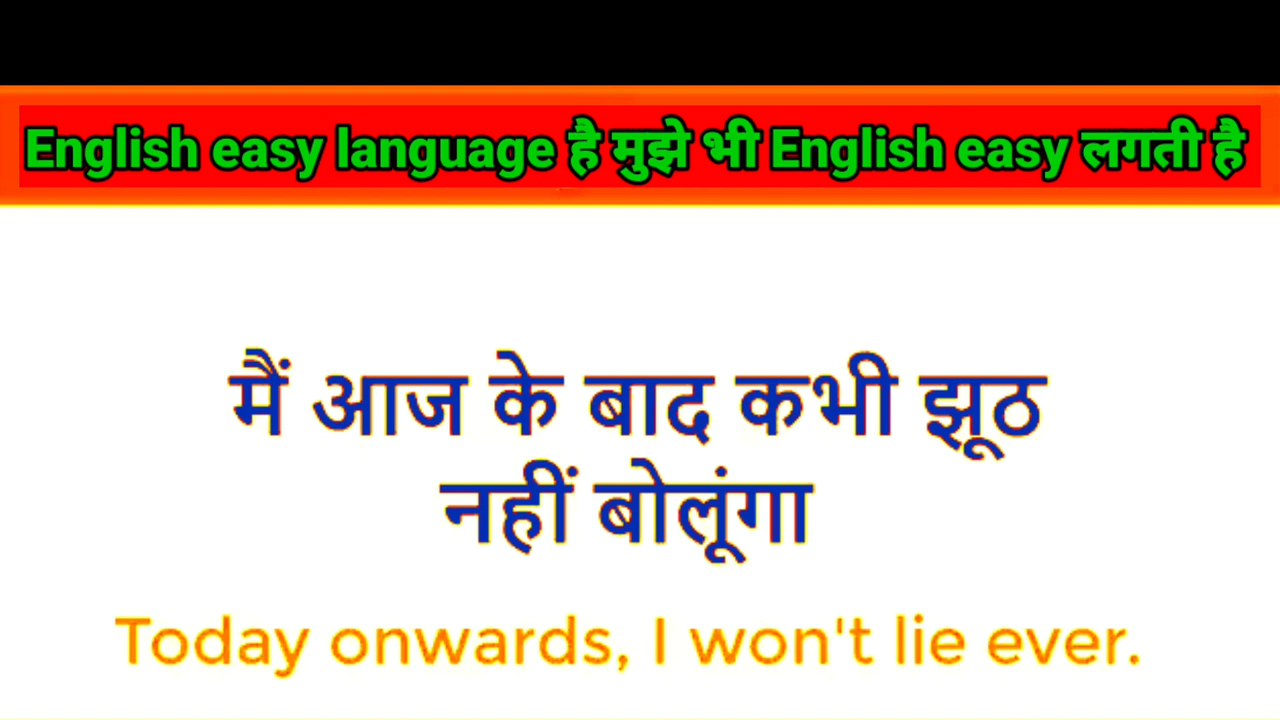 English easy language है मुझे भी English easy लगती है
मैं आज के बाद कभी झूठ
नहीं बोलूंगा
Today onwards, I won't lie ever.